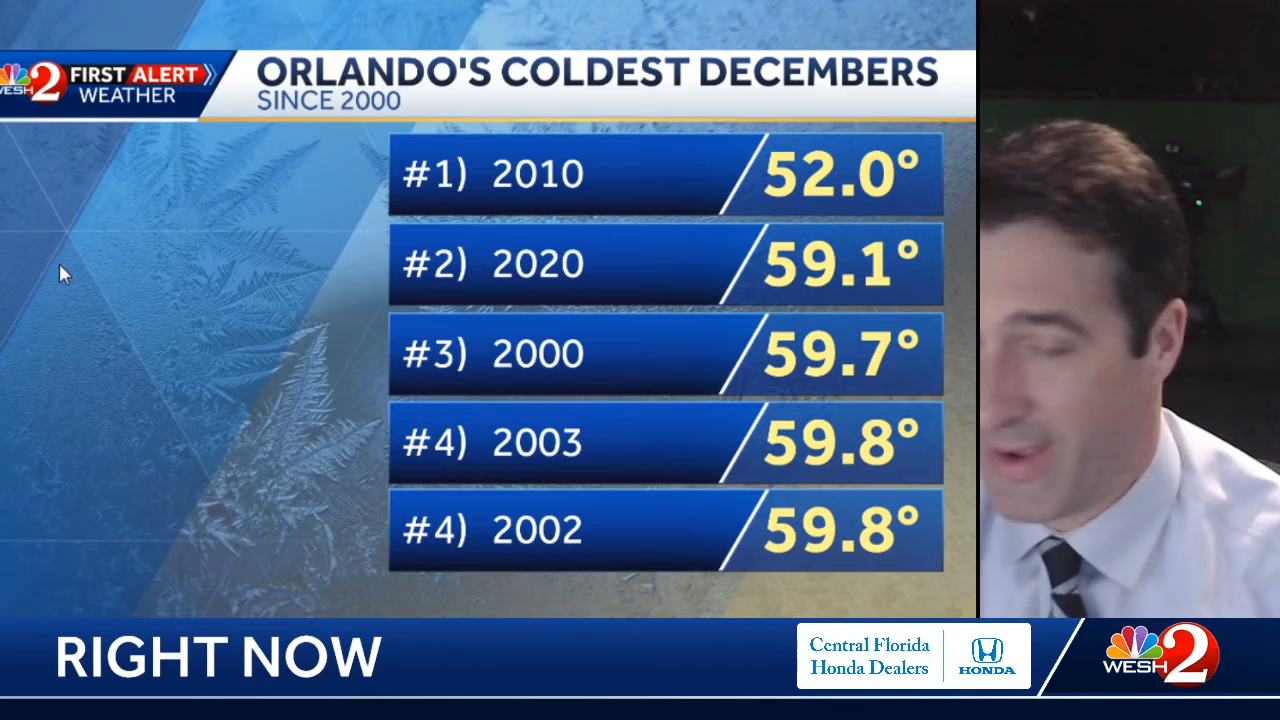 WESH 2 FIRST ALERT
WEATHER
ORLANDO'S COLDEST DECEMBERS
SINCE 2000
#1) 2010 52.0°
#2) 2020 59.1°
#3) 2000 59.7°
#4) 2003 59.8°
#4) 2002 59.8°
RIGHT NOW
Central Florida
Honda Dealers
HONDA
WESH 2